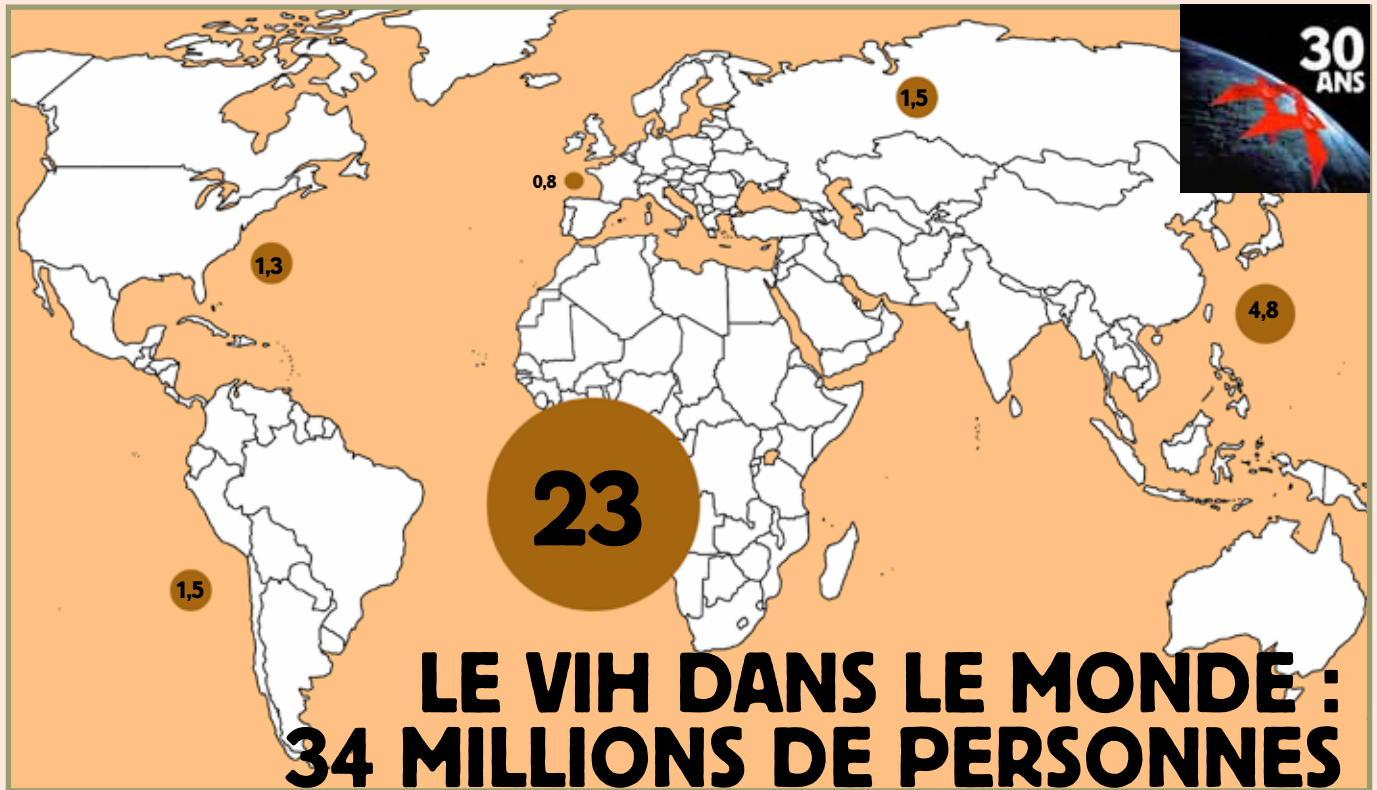 30
ANS
1,5
0,8
1,3
4,8
23
1,5
LE VIH DANS LE MONDE :
34 MILLIONS DE PERSONNES